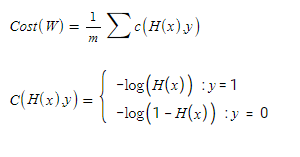 Cost(W) = 1/m ∑ c(H(x),y)
C(H(x),y) = { -log(H(x)) : y = 1
-log(1 - H(x)) : y = 0